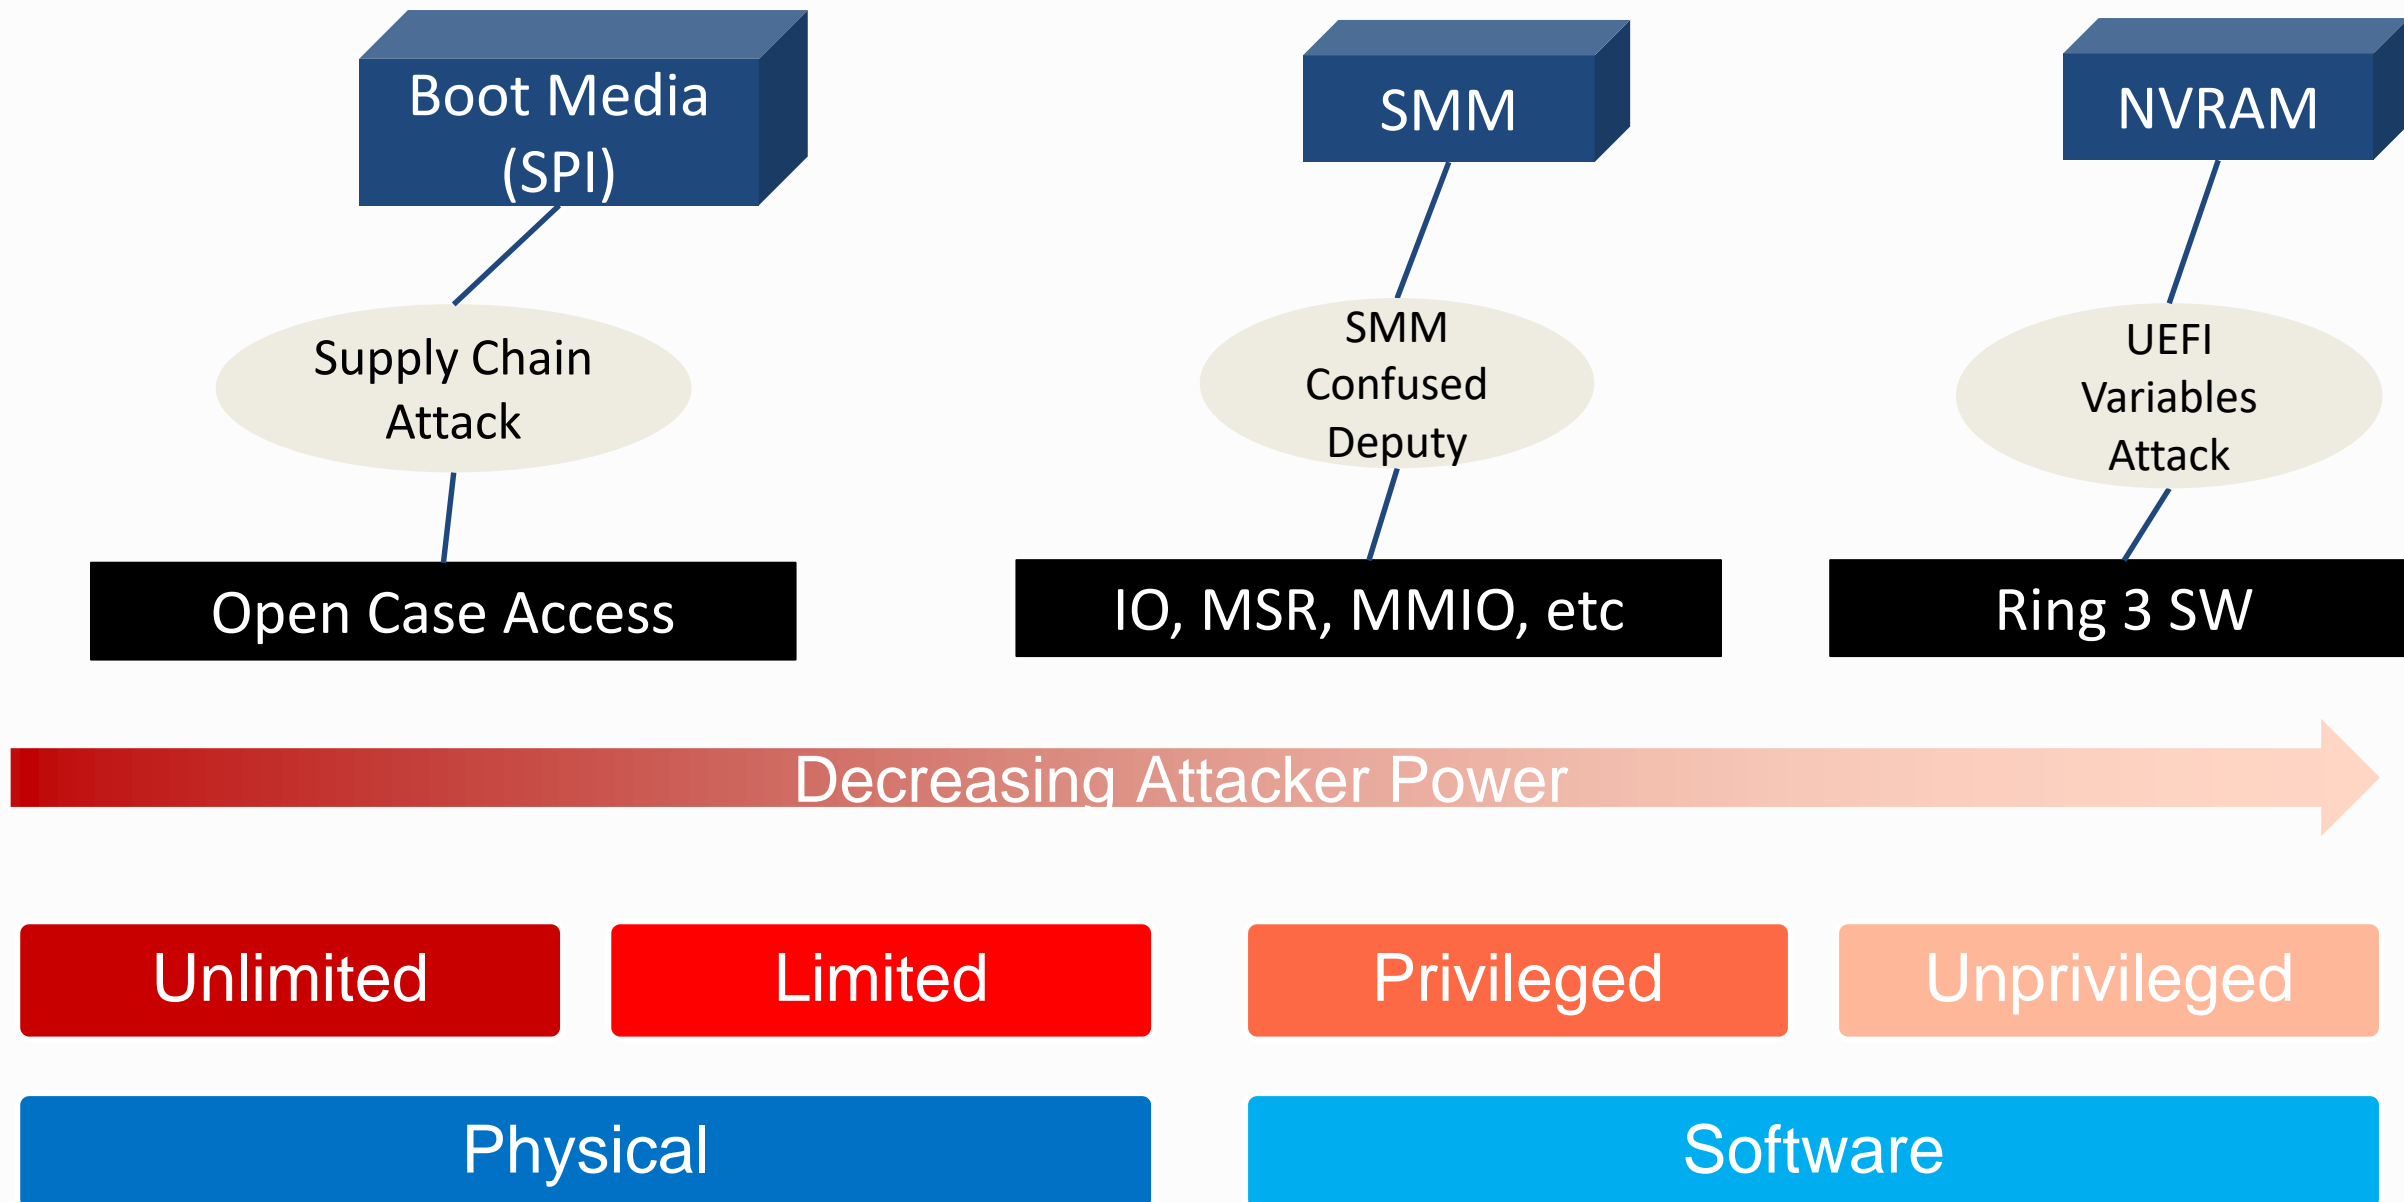 Boot Media
(SPI)
SMM
NVRAM
Supply Chain
Attack
SMM
Confused
Deputy
UEFI
Variables
Attack
Open Case Access
IO, MSR, MMIO, etc
Ring 3 SW
Decreasing Attacker Power
Unlimited
Limited
Privileged
Unprivileged
Physical
Software